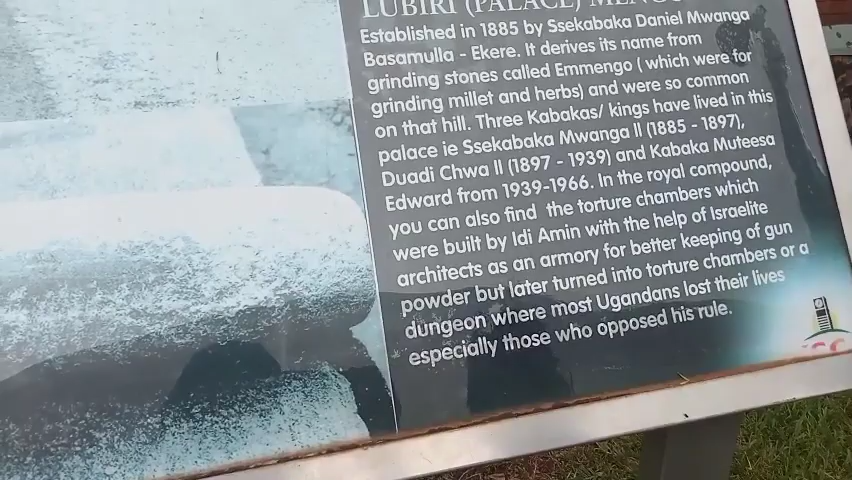 LUBIRI (PALACE) MENGO
Established in 1885 by Ssekabaka Daniel Mwanga
Basamulla - Ekere. It derives its name from
grinding stones called Emmengo ( which were for
grinding millet and herbs) and were so common
on that hill. Three Kabakas/ kings have lived in this
palace ie Ssekabaka Mwanga II (1885 - 1897),
Duadi Chwa II (1897 - 1939) and Kabaka Muteesa
Edward from 1939-1966. In the royal compound,
you can also find the torture chambers which
were built by Idi Amin with the help of Israelite
architects as an armory for better keeping of gun
powder but later turned into torture chambers or a
dungeon where most Ugandans lost their lives
especially those who opposed his rule.